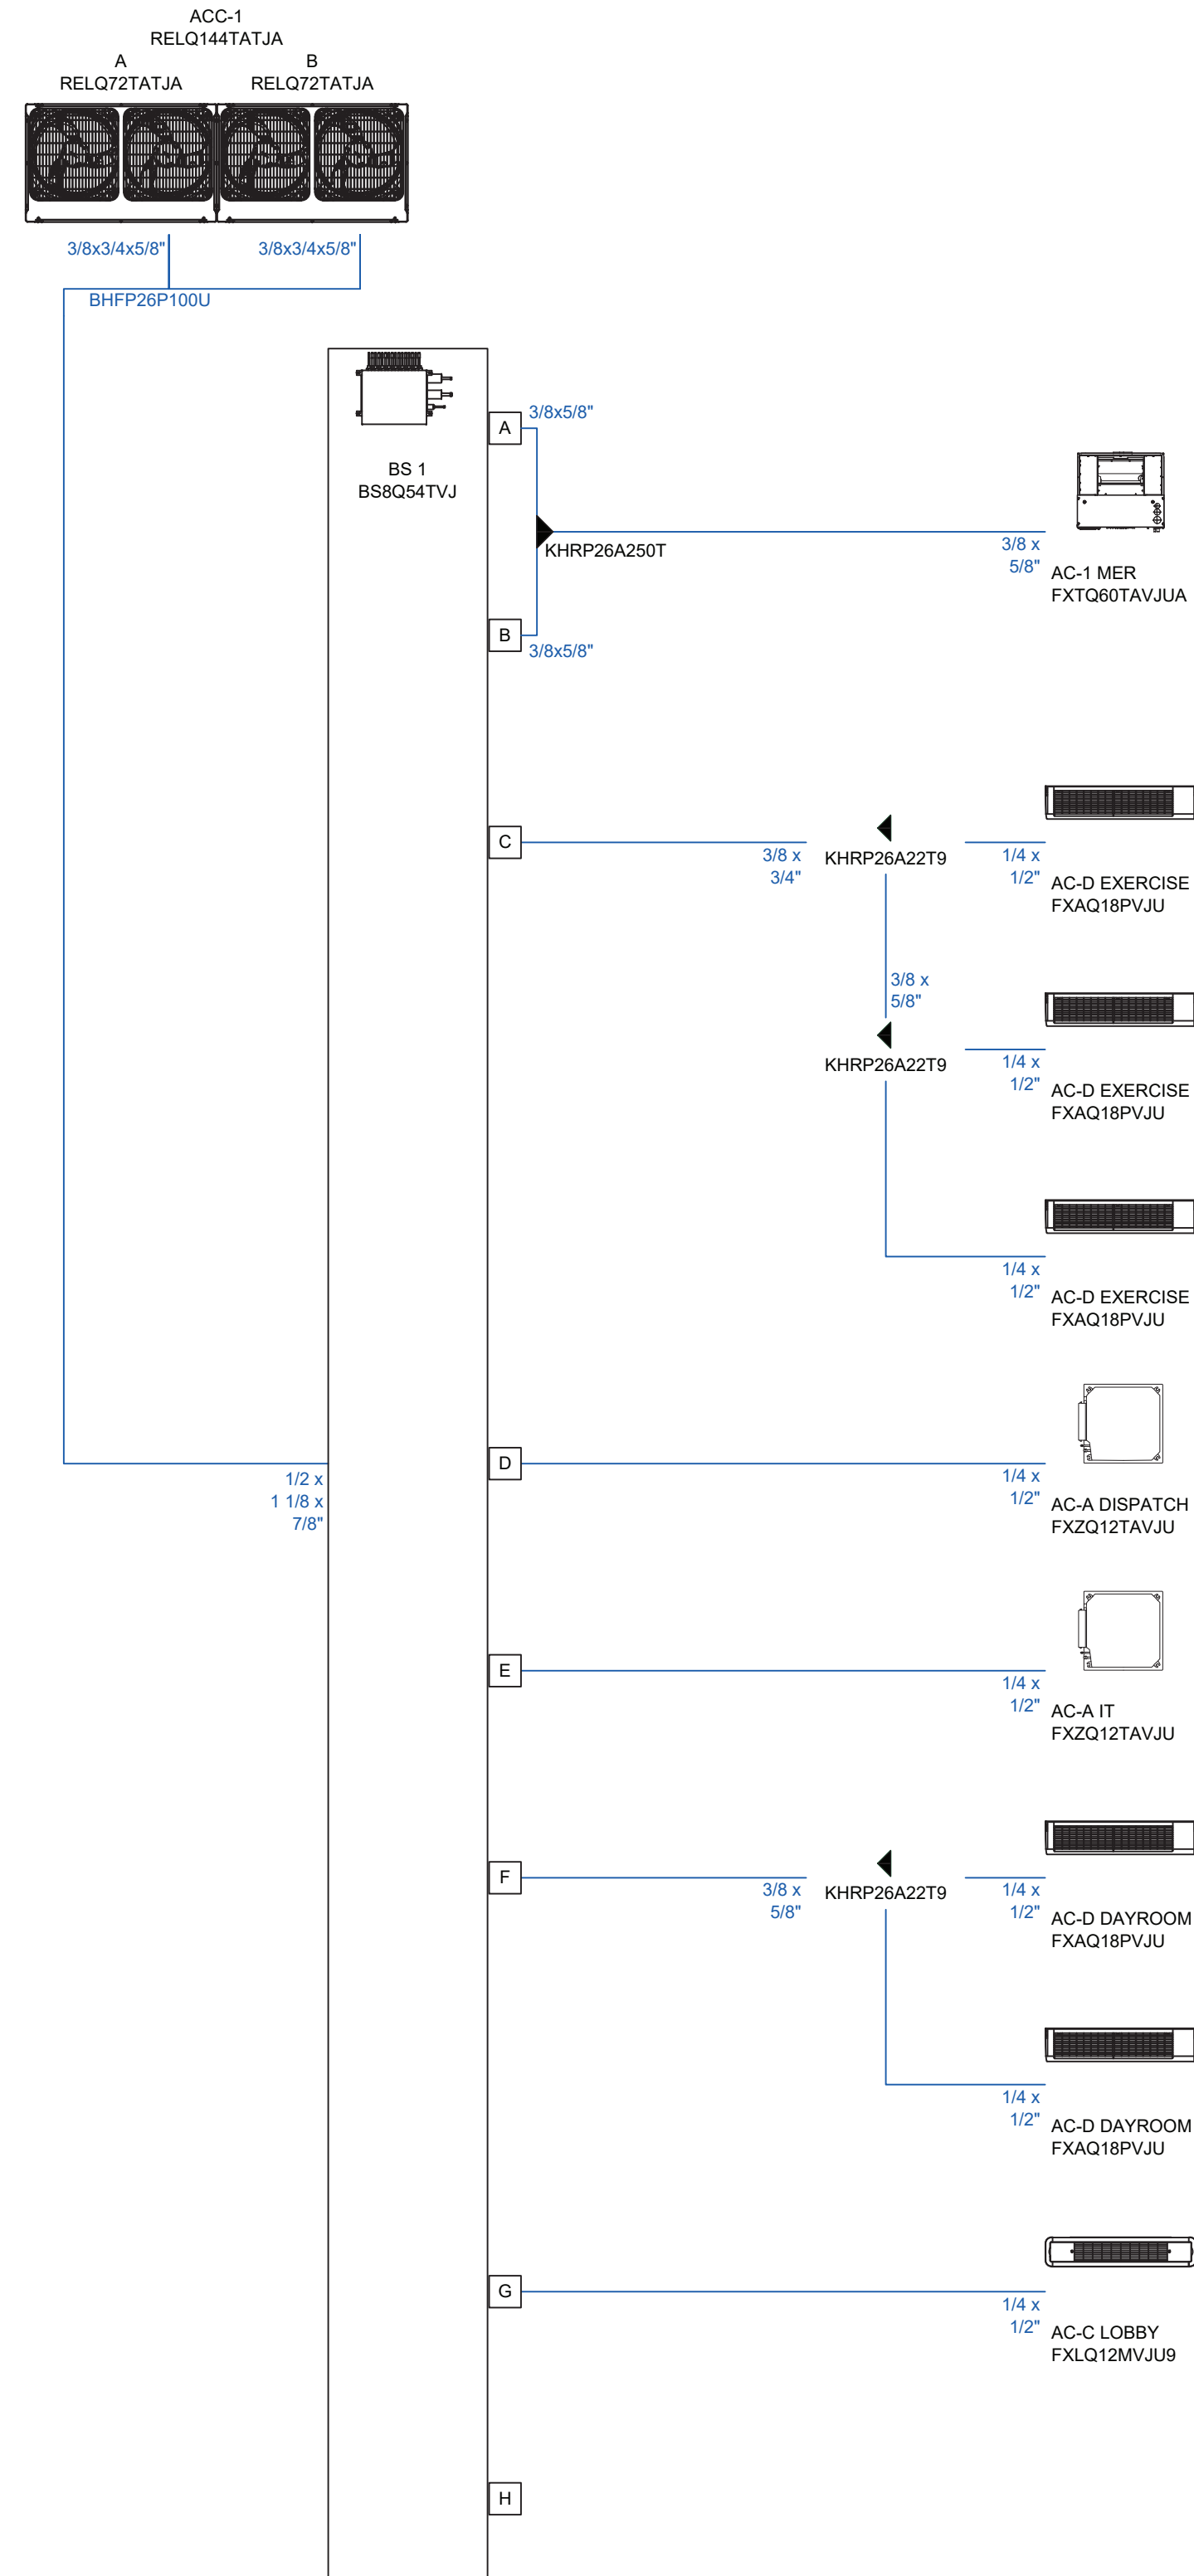 ACC-1
RELQ144TATJA
A
RELQ72TATJA
B
RELQ72TATJA
3/8x3/4x5/8"
3/8x3/4x5/8"
BHFP26P100U
BS 1
BS8Q54TVJ
A
3/8x5/8"
KHRP26A250T
3/8 x
5/8"
AC-1 MER
FXTQ60TAVJUA
B
3/8x5/8"
C
3/8 x
3/4"
KHRP26A22T9
1/4 x
1/2"
AC-D EXERCISE
FXAQ18PVJU
3/8 x
5/8"
KHRP26A22T9
1/4 x
1/2"
AC-D EXERCISE
FXAQ18PVJU
1/4 x
1/2"
AC-D EXERCISE
FXAQ18PVJU
1/2 x
1 1/8 x
7/8"
D
1/4 x
1/2"
AC-A DISPATCH
FXZQ12TAVJU
E
1/4 x
1/2"
AC-A IT
FXZQ12TAVJU
F
3/8 x
5/8"
KHRP26A22T9
1/4 x
1/2"
AC-D DAYROOM
FXAQ18PVJU
1/4 x
1/2"
AC-D DAYROOM
FXAQ18PVJU
G
1/4 x
1/2"
AC-C LOBBY
FXLQ12MVJU9
H